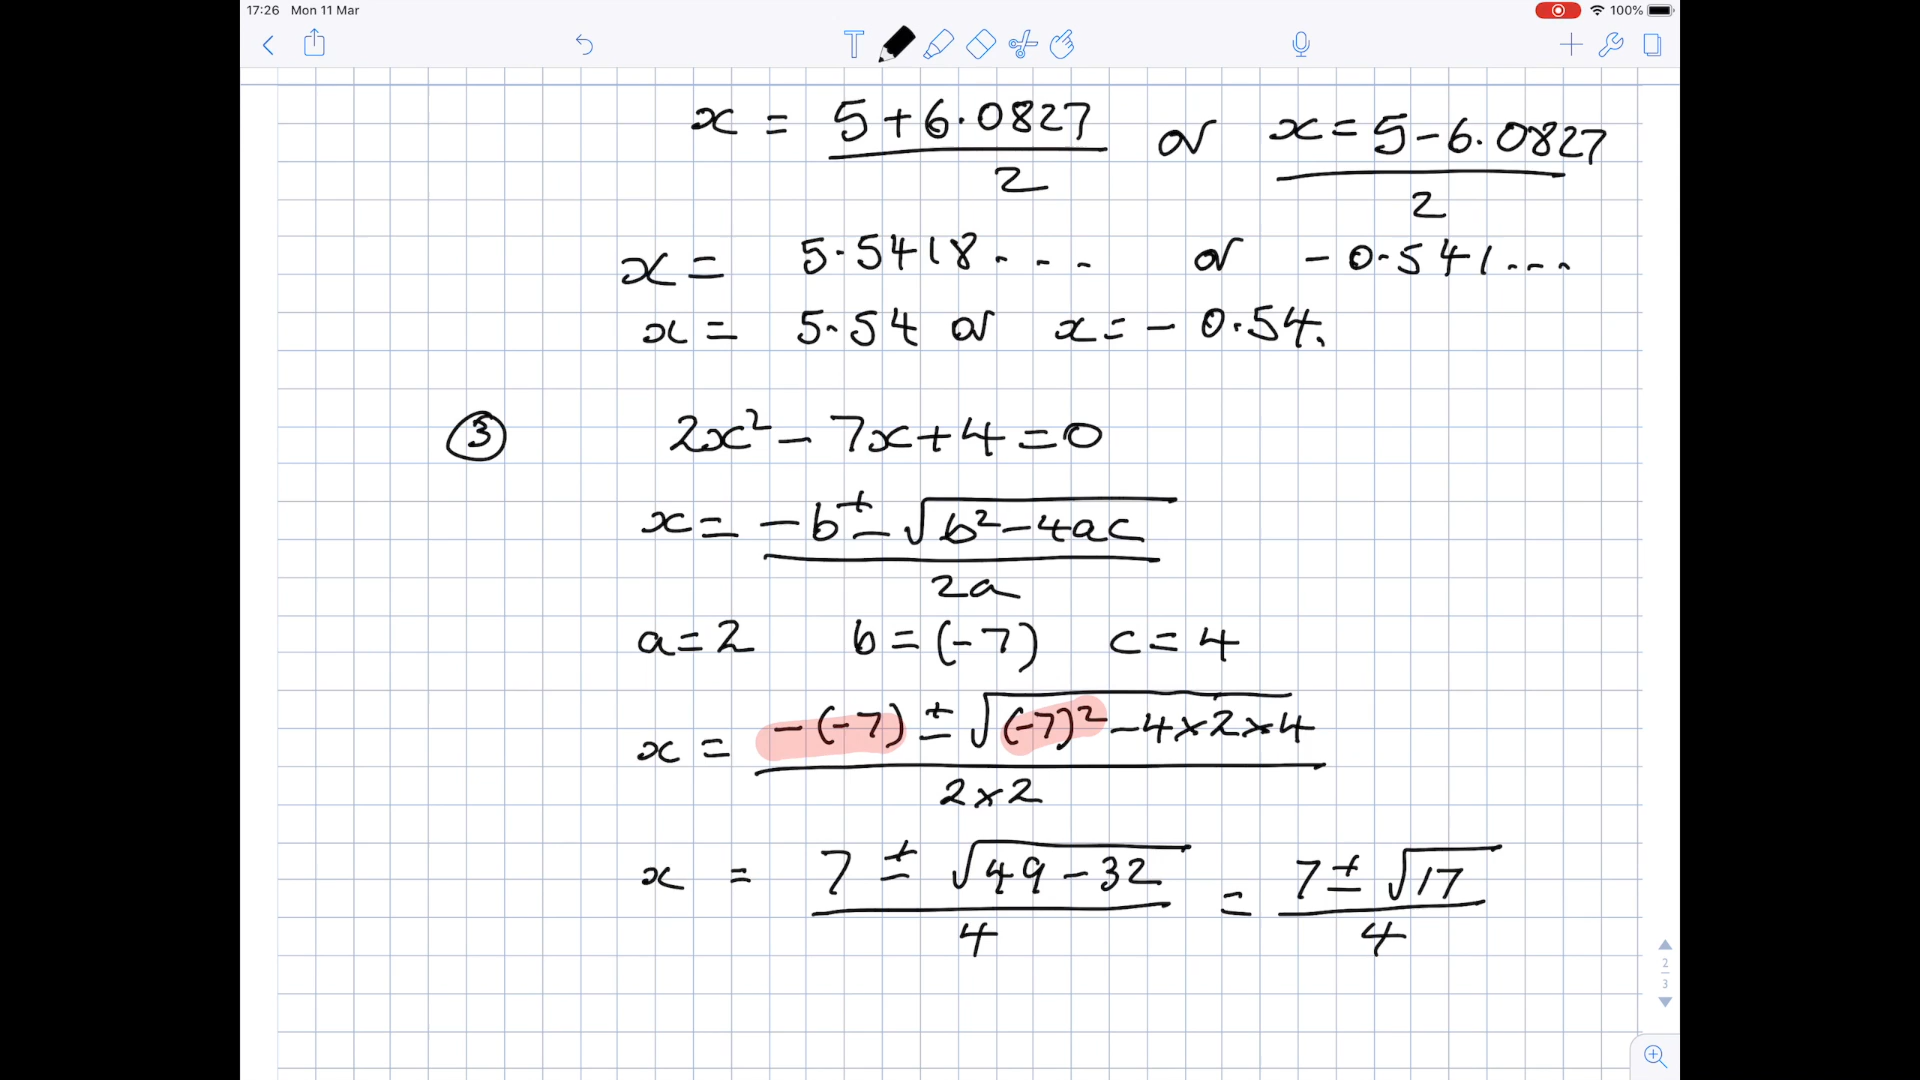 17:26 Mon 11 Mar 100%
T
x = 5+6.0827 or x = 5-6.0827
2 2
x = 5.5418... or -0.541...
x = 5.54 or x = -0.54.
③ 2x² - 7x + 4 = 0
x = -b ± √b² - 4ac
2a
a = 2 b = (-7) c = 4
x = -(-7) ± √(-7)² - 4×2×4
2×2
x = 7 ± √49 - 32 = 7 ± √17
4 4
2
3